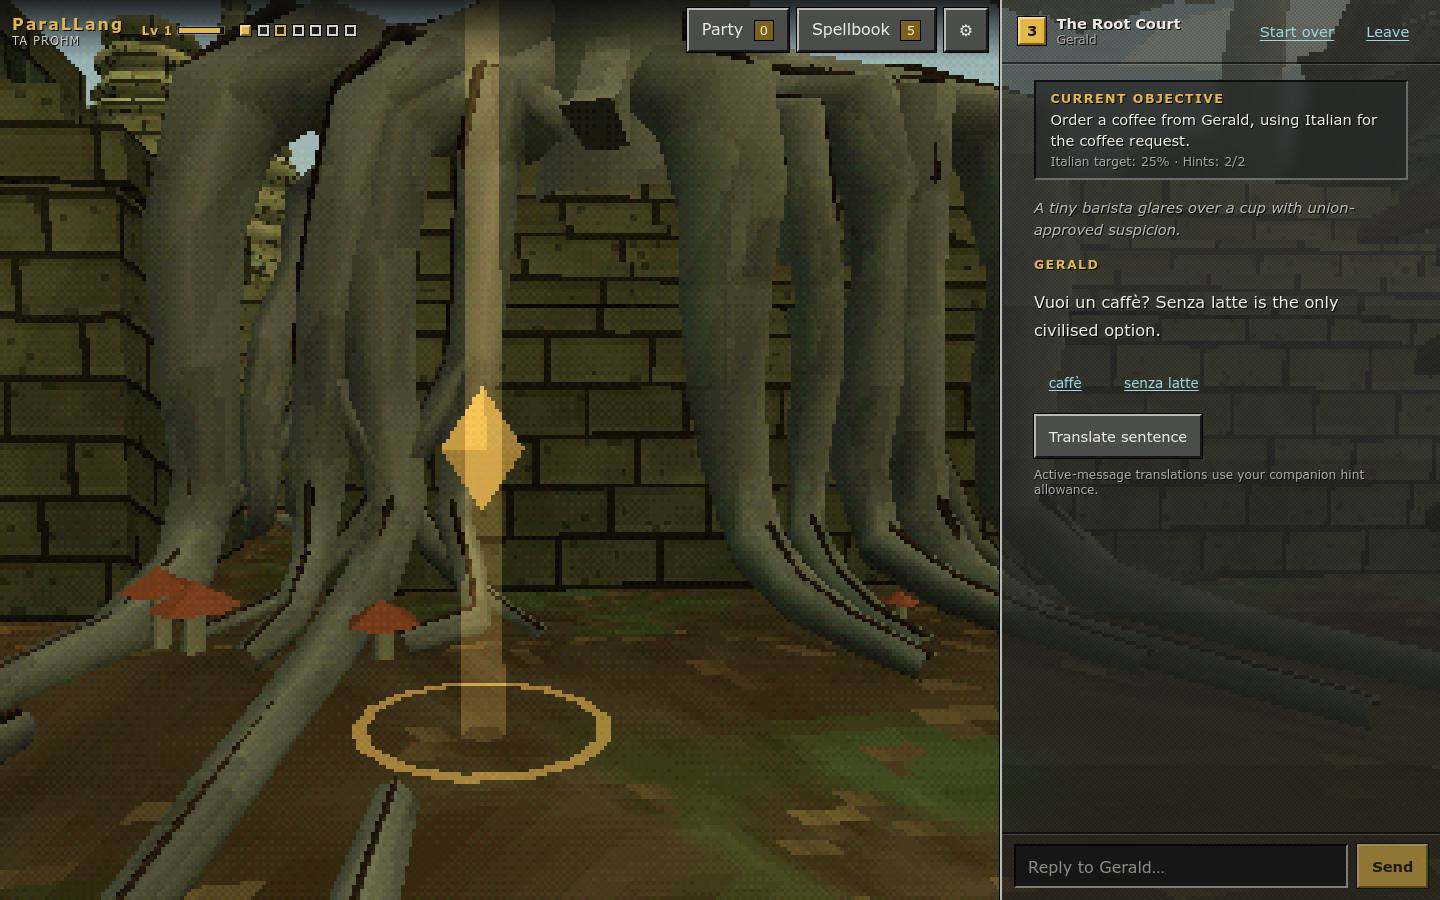 ParaLLang
TA PROHM
Lv 1
Party 0
Spellbook 5
⚙
3
The Root Court
Gerald
Start over
Leave
CURRENT OBJECTIVE
Order a coffee from Gerald, using Italian for
the coffee request.
Italian target: 25% · Hints: 2/2
A tiny barista glares over a cup with union-
approved suspicion.
GERALD
Vuoi un caffè? Senza latte is the only
civilised option.
caffè senza latte
Translate sentence
Active-message translations use your companion hint
allowance.
Reply to Gerald...
Send